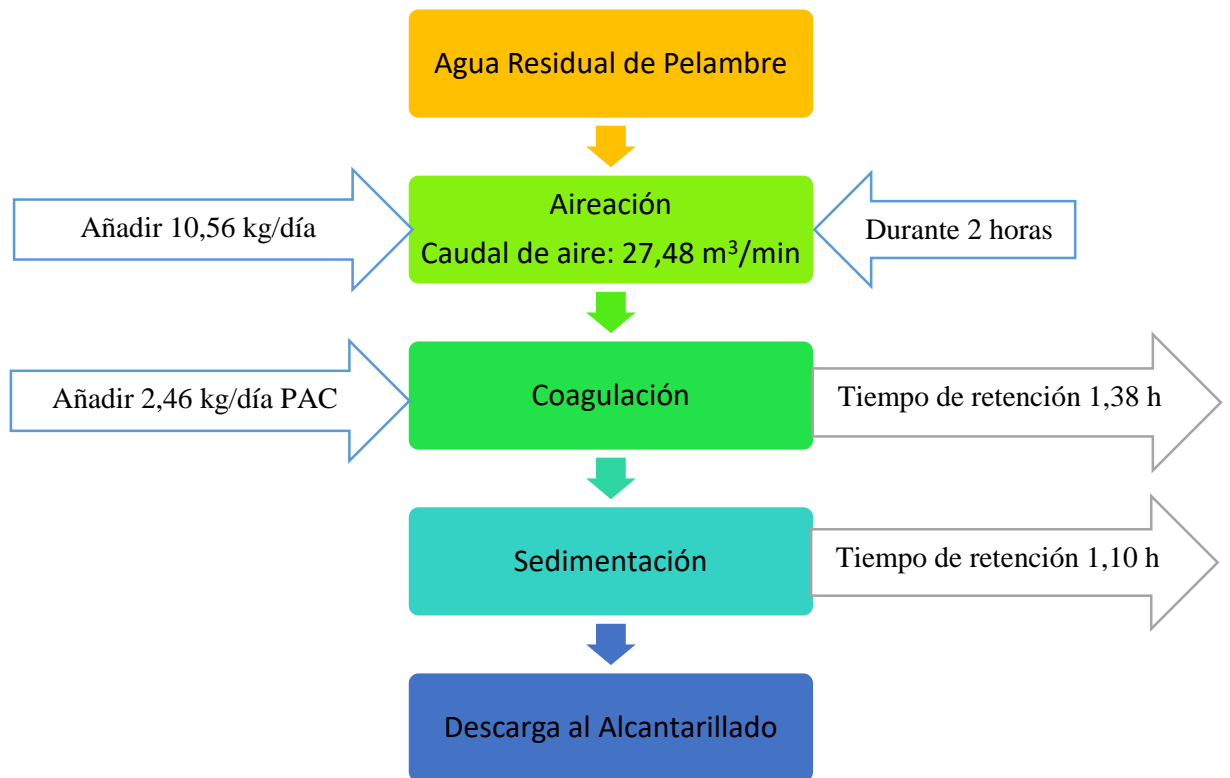 Agua Residual de Pelambre
Añadir 10,56 kg/día
Aireación
Caudal de aire: 27,48 m³/min
Durante 2 horas
Añadir 2,46 kg/día PAC
Coagulación
Tiempo de retención 1,38 h
Sedimentación
Tiempo de retención 1,10 h
Descarga al Alcantarillado